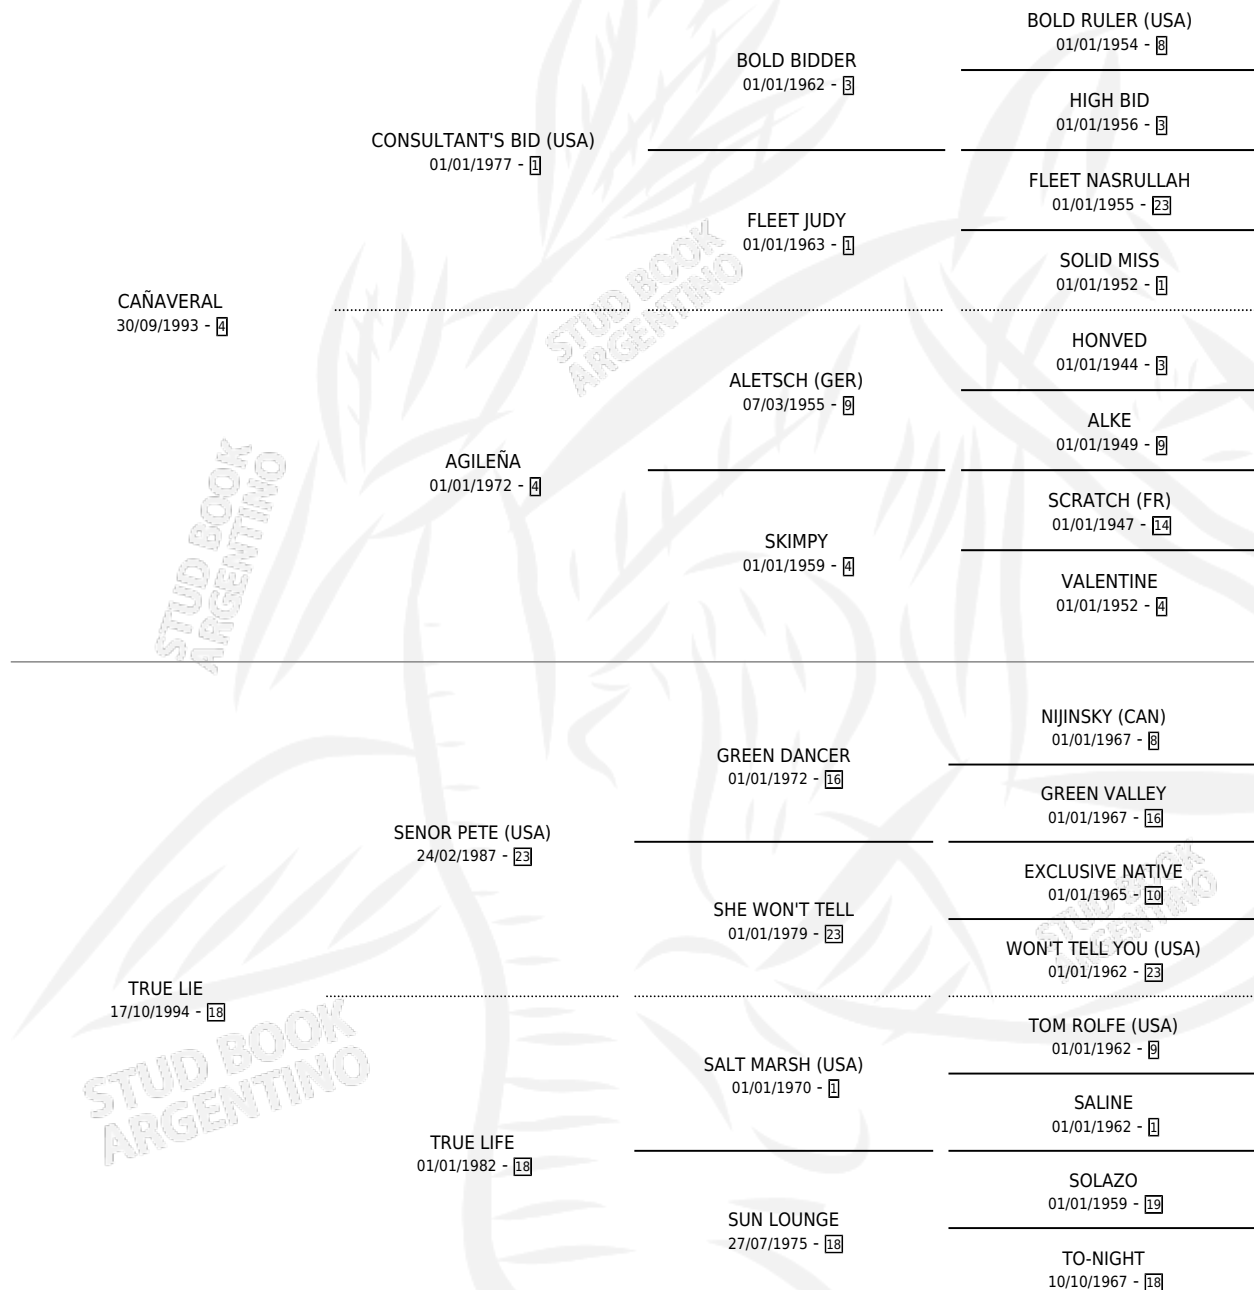 BOLD RULER (USA)
01/01/1954 - 8
BOLD BIDDER
01/01/1962 - 3
HIGH BID
01/01/1956 - 3
CONSULTANT'S BID (USA)
01/01/1977 - 1
FLEET NASRULLAH
01/01/1955 - 23
FLEET JUDY
01/01/1963 - 1
SOLID MISS
01/01/1952 - 1
CAÑAVERAL
30/09/1993 - 4
STUD BOOK
ARGENTINO
HONVED
01/01/1944 - 3
ALETSCH (GER)
07/03/1955 - 9
ALKE
01/01/1949 - 9
AGILEÑA
01/01/1972 - 4
SCRATCH (FR)
01/01/1947 - 14
SKIMPY
01/01/1959 - 4
VALENTINE
01/01/1952 - 4
STUD BOOK
ARGENTINO
NIJINSKY (CAN)
01/01/1967 - 8
GREEN DANCER
01/01/1972 - 16
GREEN VALLEY
01/01/1967 - 16
SENOR PETE (USA)
24/02/1987 - 23
EXCLUSIVE NATIVE
01/01/1965 - 10
SHE WON'T TELL
01/01/1979 - 23
WON'T TELL YOU (USA)
01/01/1962 - 23
STUD BOOK
ARGENTINO
TRUE LIE
17/10/1994 - 18
TOM ROLFE (USA)
01/01/1962 - 9
SALT MARSH (USA)
01/01/1970 - 1
SALINE
01/01/1962 - 1
STUD BOOK
ARGENTINO
TRUE LIFE
01/01/1982 - 18
SOLAZO
01/01/1959 - 19
SUN LOUNGE
27/07/1975 - 18
TO-NIGHT
10/10/1967 - 18